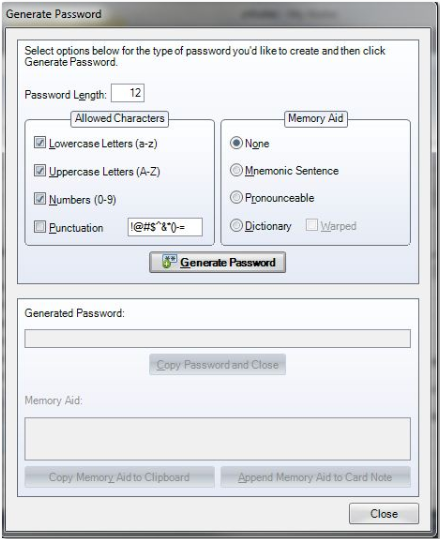 Generate Password
Select options below for the type of password you'd like to create and then click
Generate Password.
Password Length: 12
Allowed Characters
Lowercase Letters (a-z)
Uppercase Letters (A-Z)
Numbers (0-9)
Punctuation !@#$^&*()-=
Memory Aid
None
Mnemonic Sentence
Pronounceable
Dictionary Warped
Generate Password
Generated Password:
Copy Password and Close
Memory Aid:
Copy Memory Aid to Clipboard Append Memory Aid to Card Note
Close